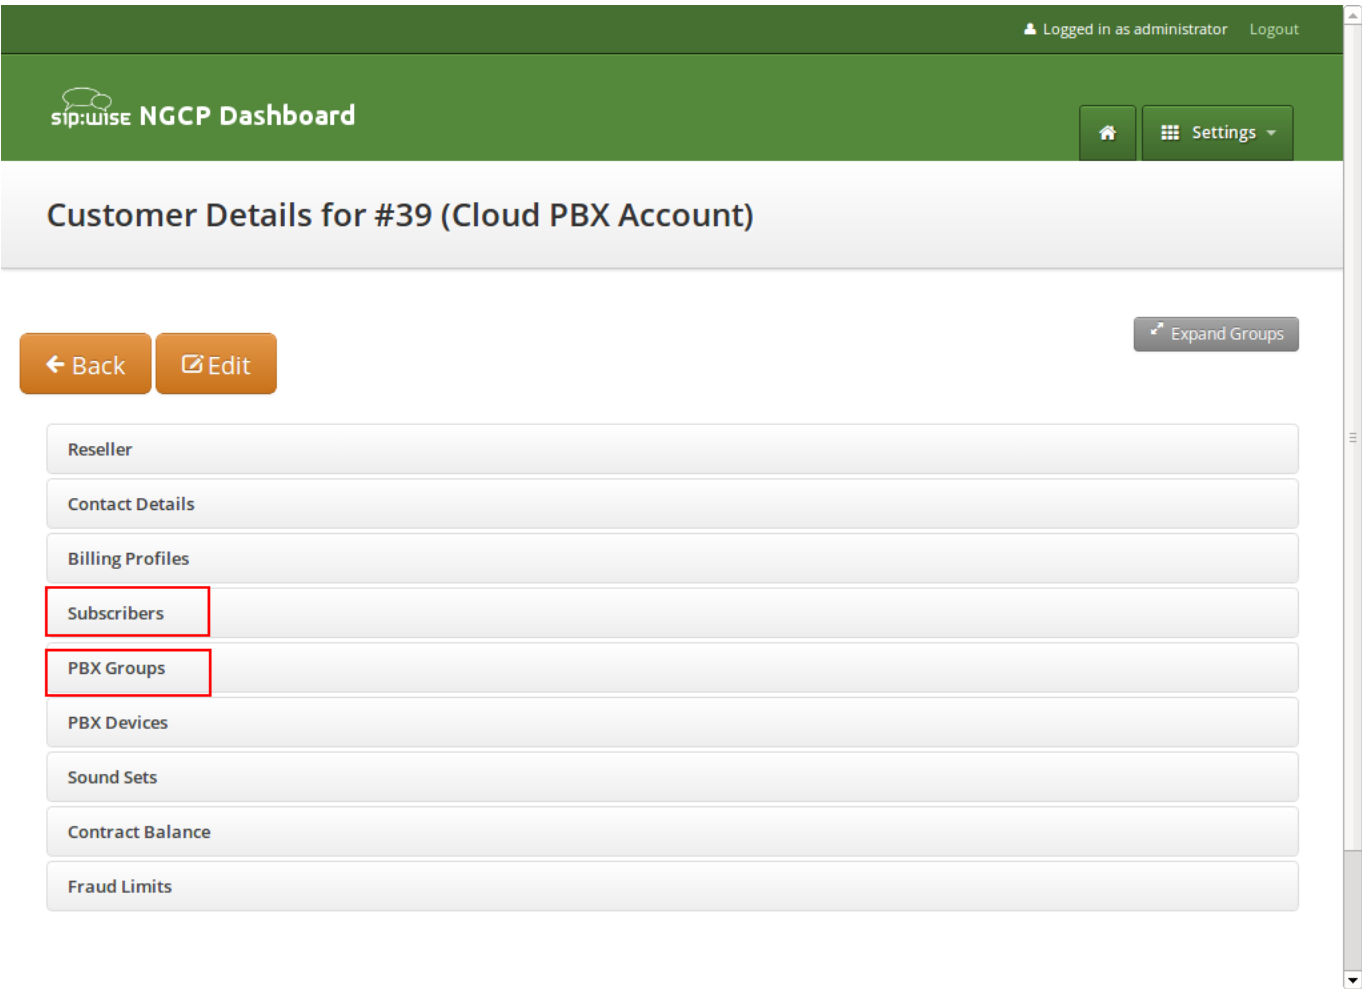 Logged in as administrator Logout
sip:wise NGCP Dashboard
Settings
Customer Details for #39 (Cloud PBX Account)
Expand Groups
Back Edit
Reseller
Contact Details
Billing Profiles
Subscribers
PBX Groups
PBX Devices
Sound Sets
Contract Balance
Fraud Limits